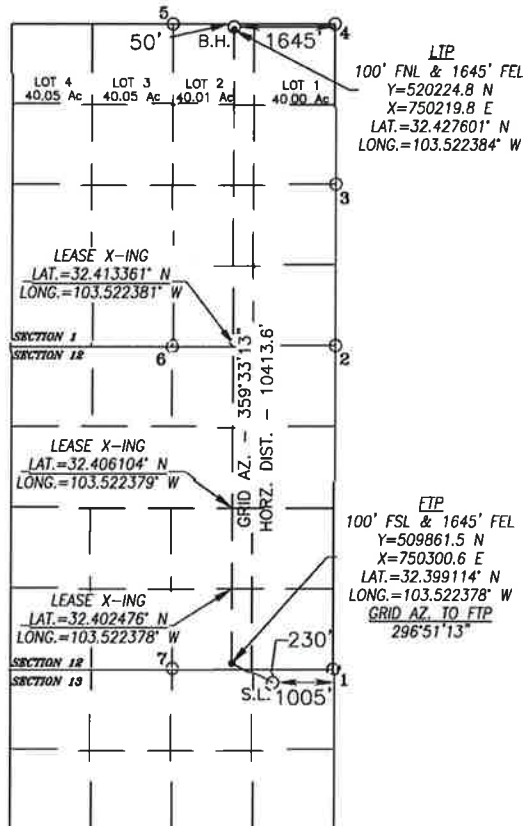 5
4
50'
B.H.
1645'
LTP
100' FNL & 1645' FEL
Y=520224.8 N
X=750219.8 E
LAT.=32.427601° N
LONG.=103.522384° W
LOT 4
40.05 Ac
LOT 3
40.05 Ac
LOT 2
40.01 Ac
LOT 1
40.00 Ac
3
LEASE X-ING
LAT.=32.413361° N
LONG.=103.522381° W
SECTION 1
SECTION 12
6
2
GRID AZ. - 359°33'13"
HORZ. DIST. - 10413.6'
LEASE X-ING
LAT.=32.406104° N
LONG.=103.522379° W
FTP
100' FSL & 1645' FEL
Y=509861.5 N
X=750300.6 E
LAT.=32.399114° N
LONG.=103.522378° W
GRID AZ. TO FTP
296°51'13"
LEASE X-ING
LAT.=32.402476° N
LONG.=103.522378° W
230'
SECTION 12
SECTION 13
7
1
S.L.
1005'